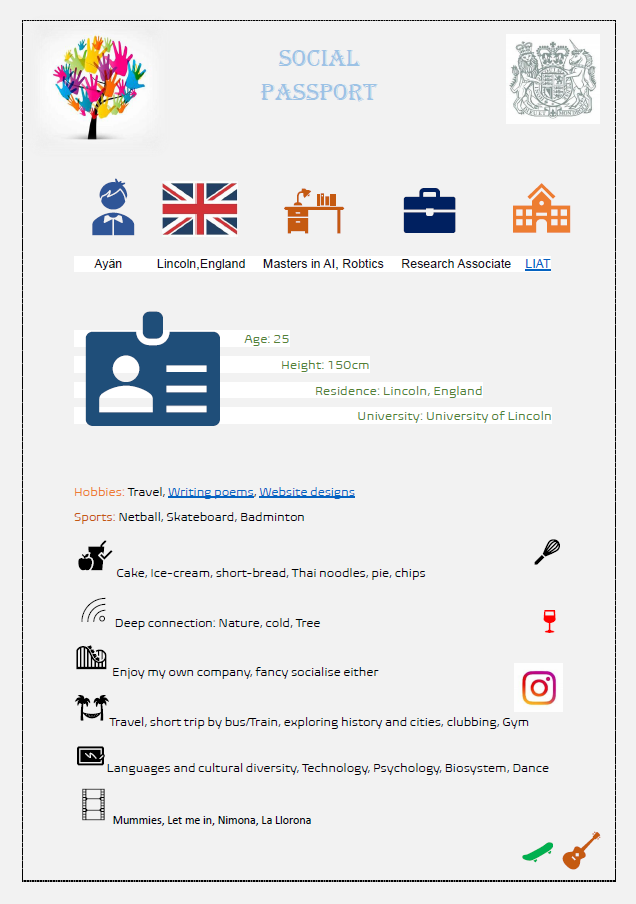 SOCIAL
PASSPORT
Ayān Lincoln,England Masters in AI, Robtics Research Associate LIAT
Age: 25
Height: 150cm
Residence: Lincoln, England
University: University of Lincoln
Hobbies: Travel, Writing poems, Website designs
Sports: Netball, Skateboard, Badminton
Cake, Ice-cream, short-bread, Thai noodles, pie, chips
Deep connection: Nature, cold, Tree
Enjoy my own company, fancy socialise either
Travel, short trip by bus/Train, exploring history and cities, clubbing, Gym
Languages and cultural diversity, Technology, Psychology, Biosystem, Dance
Mummies, Let me in, Nimona, La Llorona